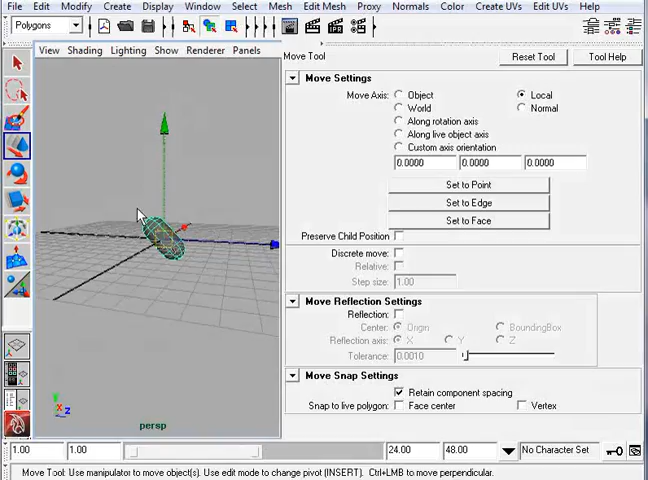 File Edit Modify Create Display Window Select Mesh Edit Mesh Proxy Normals Color Create UVs Edit UVs Help
Polygons
View Shading Lighting Show Renderer Panels
Move Tool
Reset Tool
Tool Help
Move Settings
Move Axis: Object Local
World Normal
Along rotation axis
Along live object axis
Custom axis orientation
0.0000 0.0000 0.0000
Set to Point
Set to Edge
Set to Face
Preserve Child Position
Discrete move:
Relative:
Step size: 1.00
Move Reflection Settings
Reflection:
Center: Origin BoundingBox
Reflection axis: X Y Z
Tolerance: 0.0010
Move Snap Settings
Retain component spacing
Snap to live polygon: Face center Vertex
Y
X
Z
persp
1.00 1.00 24.00 48.00 No Character Set
Move Tool: Use manipulator to move object(s). Use edit mode to change pivot (INSERT). Ctrl+LMB to move perpendicular.